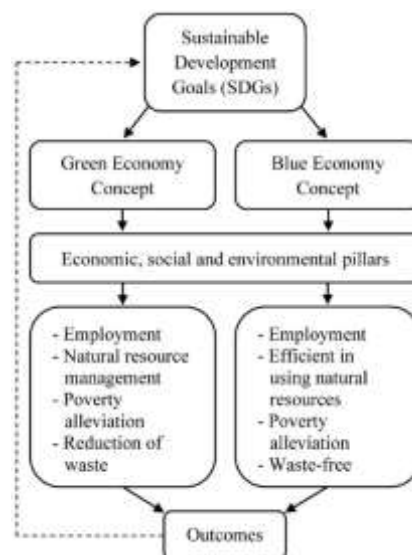 Sustainable
Development
Goals (SDGs)
Green Economy
Concept
Blue Economy
Concept
Economic, social and environmental pillars
- Employment
- Natural resource
management
- Poverty
alleviation
- Reduction of
waste
- Employment
- Efficient in
using natural
resources
- Poverty
alleviation
- Waste-free
Outcomes